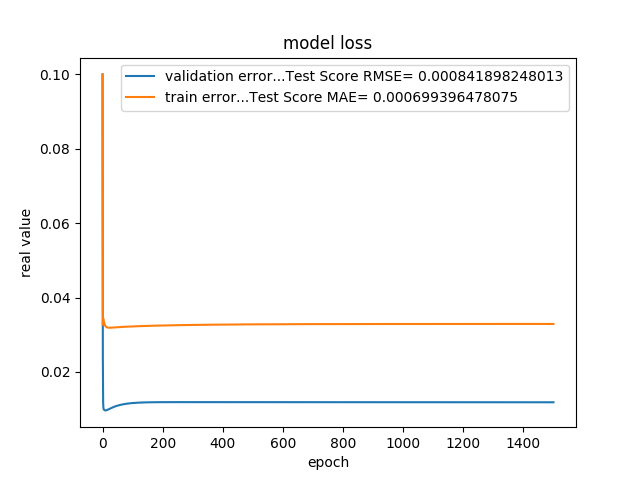 model loss
validation error...Test Score RMSE= 0.000841898248013
train error...Test Score MAE= 0.000699396478075
real value
0.10
0.08
0.06
0.04
0.02
0 200 400 600 800 1000 1200 1400
epoch